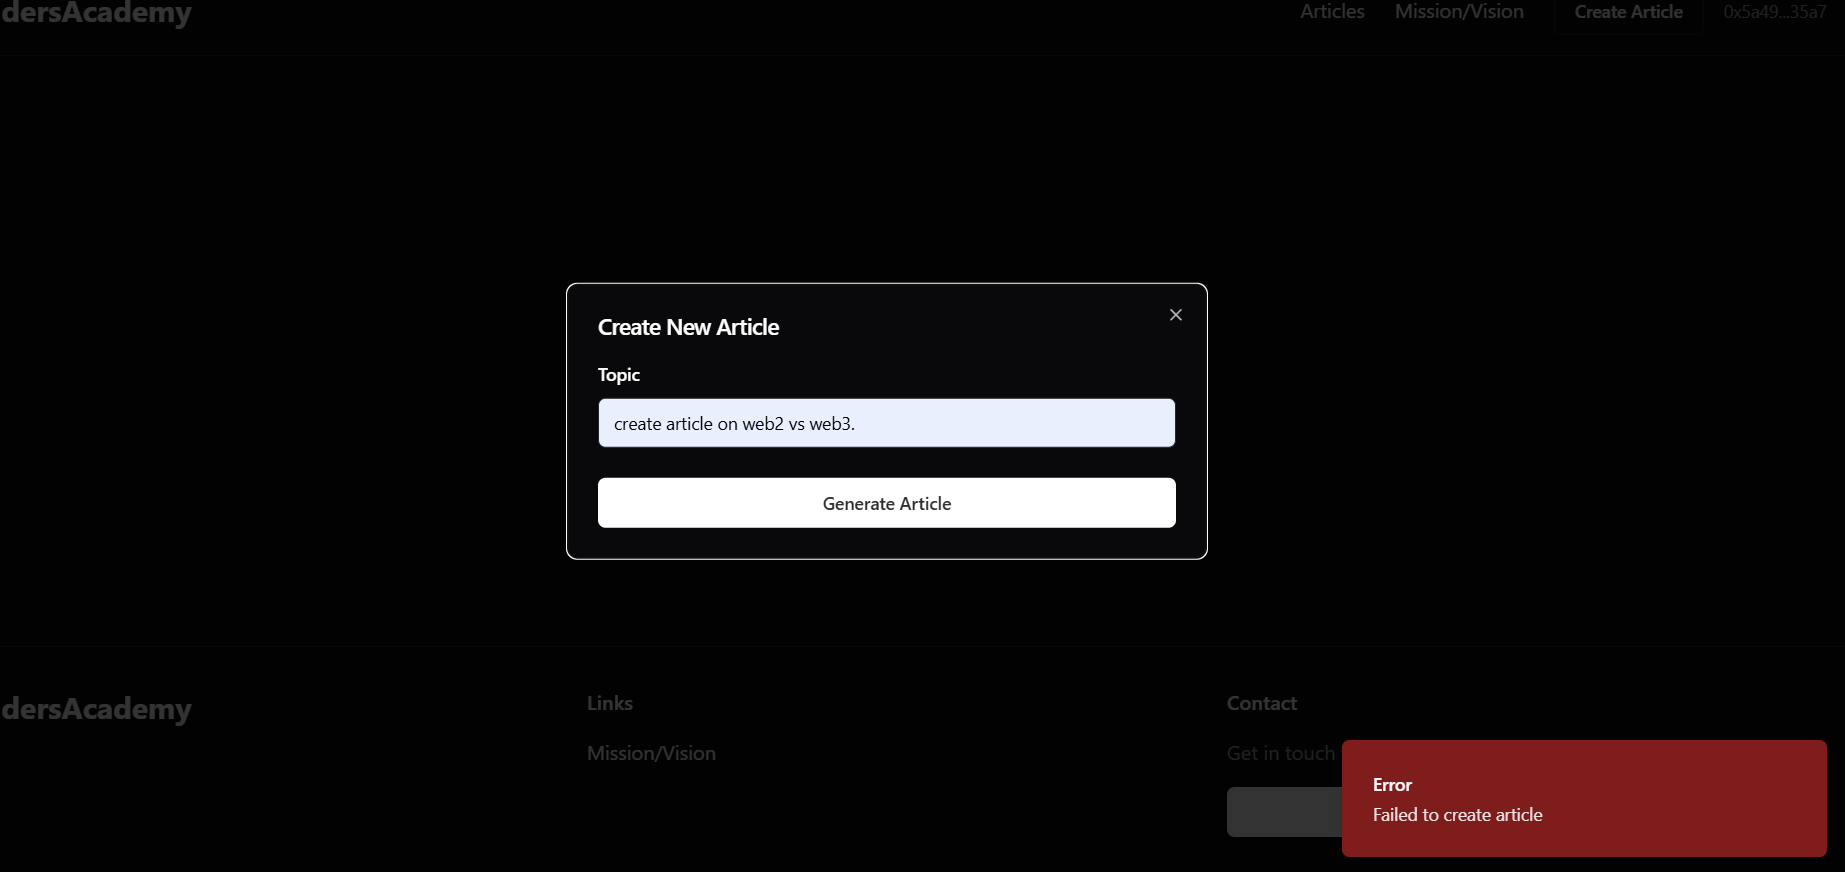 dersAcademy
Articles
Mission/Vision
Create Article
0x5a49...35a7
Create New Article
Topic
create article on web2 vs web3.
Generate Article
dersAcademy
Links
Mission/Vision
Contact
Get in touch
Error
Failed to create article